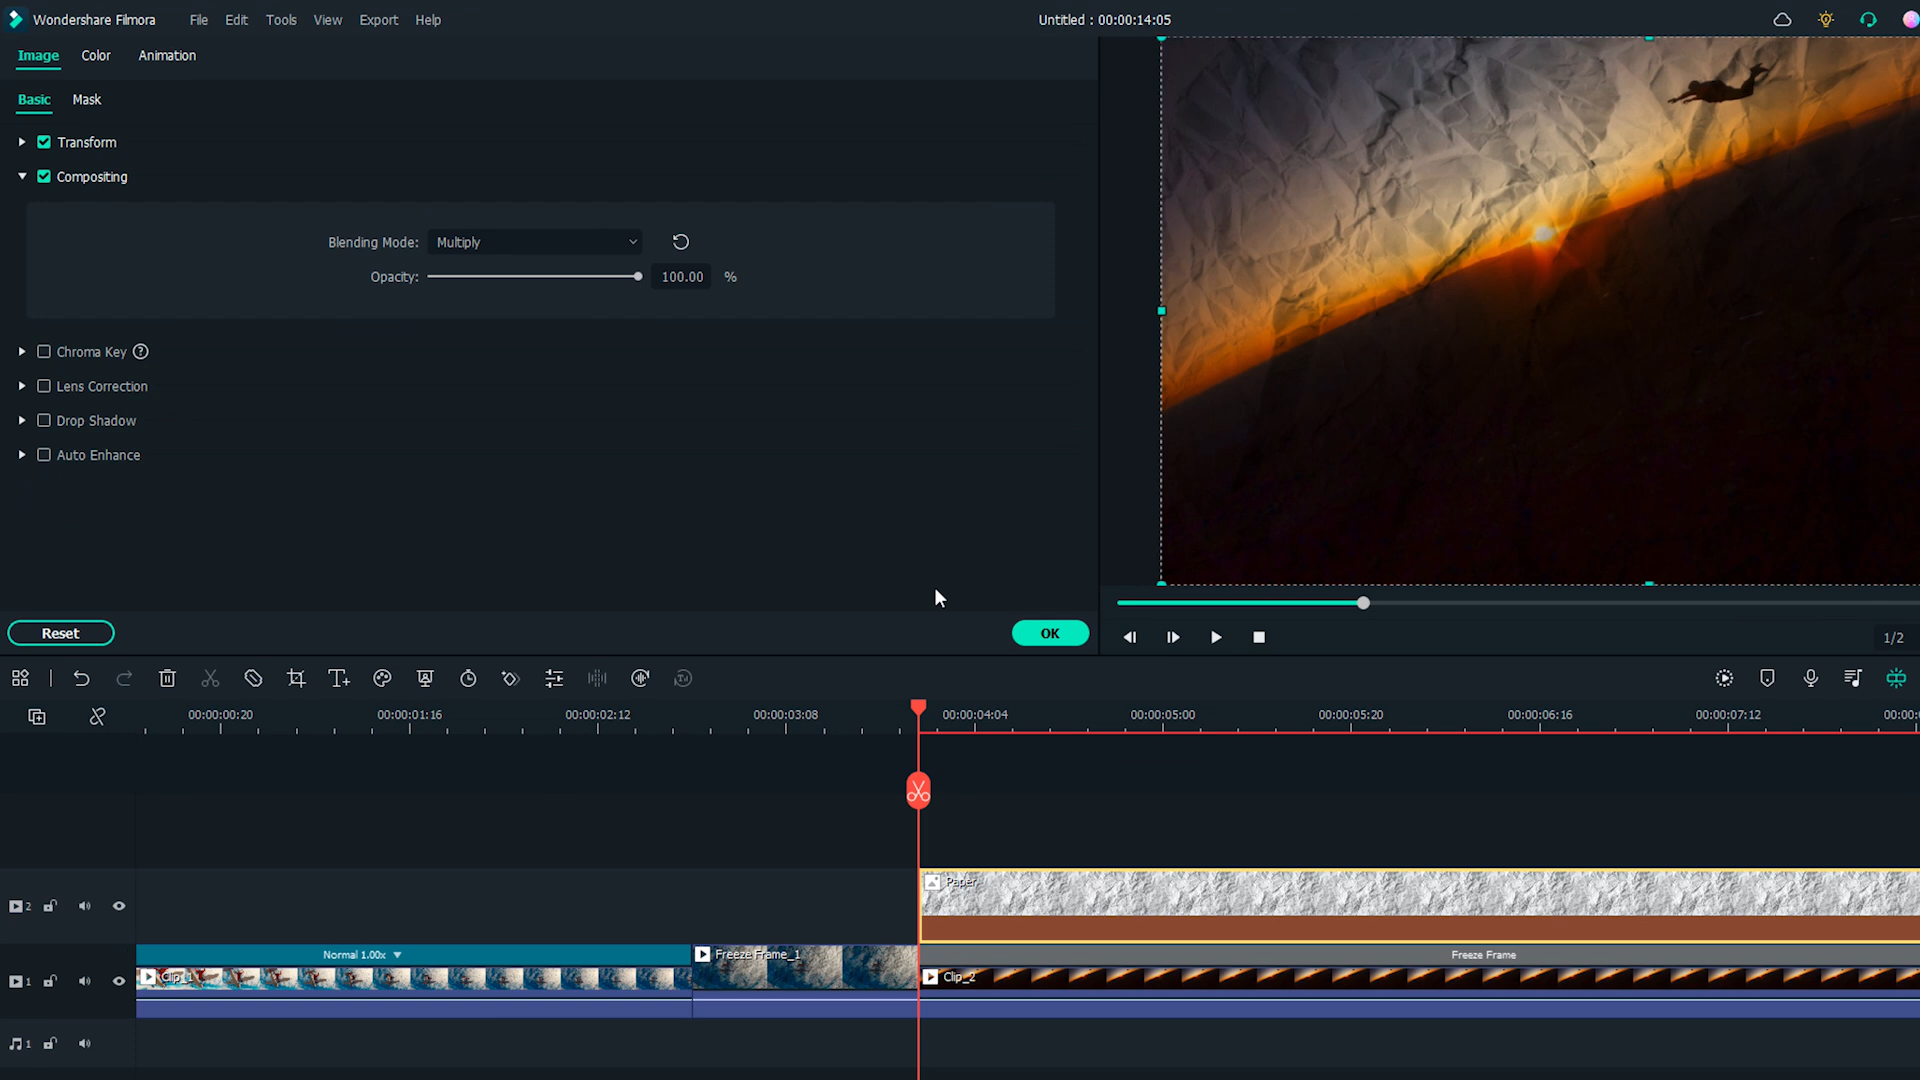 Wondershare Filmora File Edit Tools View Export Help Untitled : 00:00:14:05
Image Color Animation
Basic Mask
Transform
Compositing
Blending Mode: Multiply
Opacity: 100.00 %
Chroma Key ?
Lens Correction
Drop Shadow
Auto Enhance
Reset OK
1/2
00:00:00:20 00:00:01:16 00:00:02:12 00:00:03:08 00:00:04:04 00:00:05:00 00:00:05:20 00:00:06:16 00:00:07:12 00:00:0
Paper
2
Normal 1.00x Freeze Frame_1 Freeze Frame
1 Clip_1 Clip_2
1